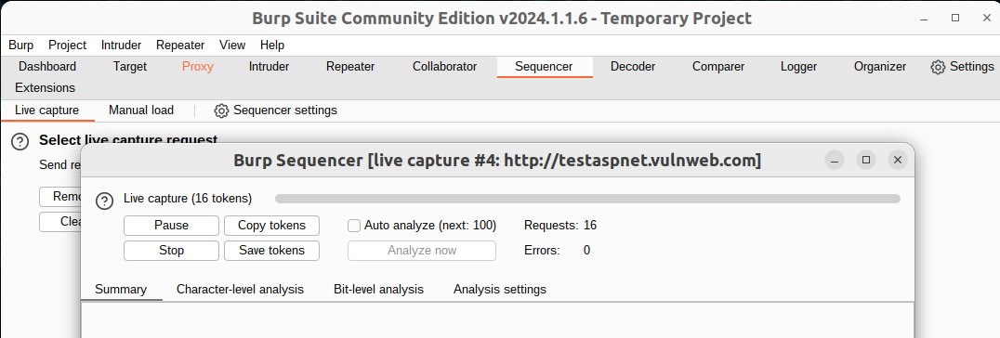 Burp Suite Community Edition v2024.1.1.6 - Temporary Project
Burp Project Intruder Repeater View Help
Dashboard Target Proxy Intruder Repeater Collaborator Sequencer Decoder Comparer Logger Organizer Settings
Extensions
Live capture Manual load Sequencer settings
Select live capture request
Send re
Burp Sequencer [live capture #4: http://testaspnet.vulnweb.com]
Remo
Clea
Live capture (16 tokens)
Pause Copy tokens Auto analyze (next: 100) Requests: 16
Stop Save tokens Analyze now Errors: 0
Summary Character-level analysis Bit-level analysis Analysis settings